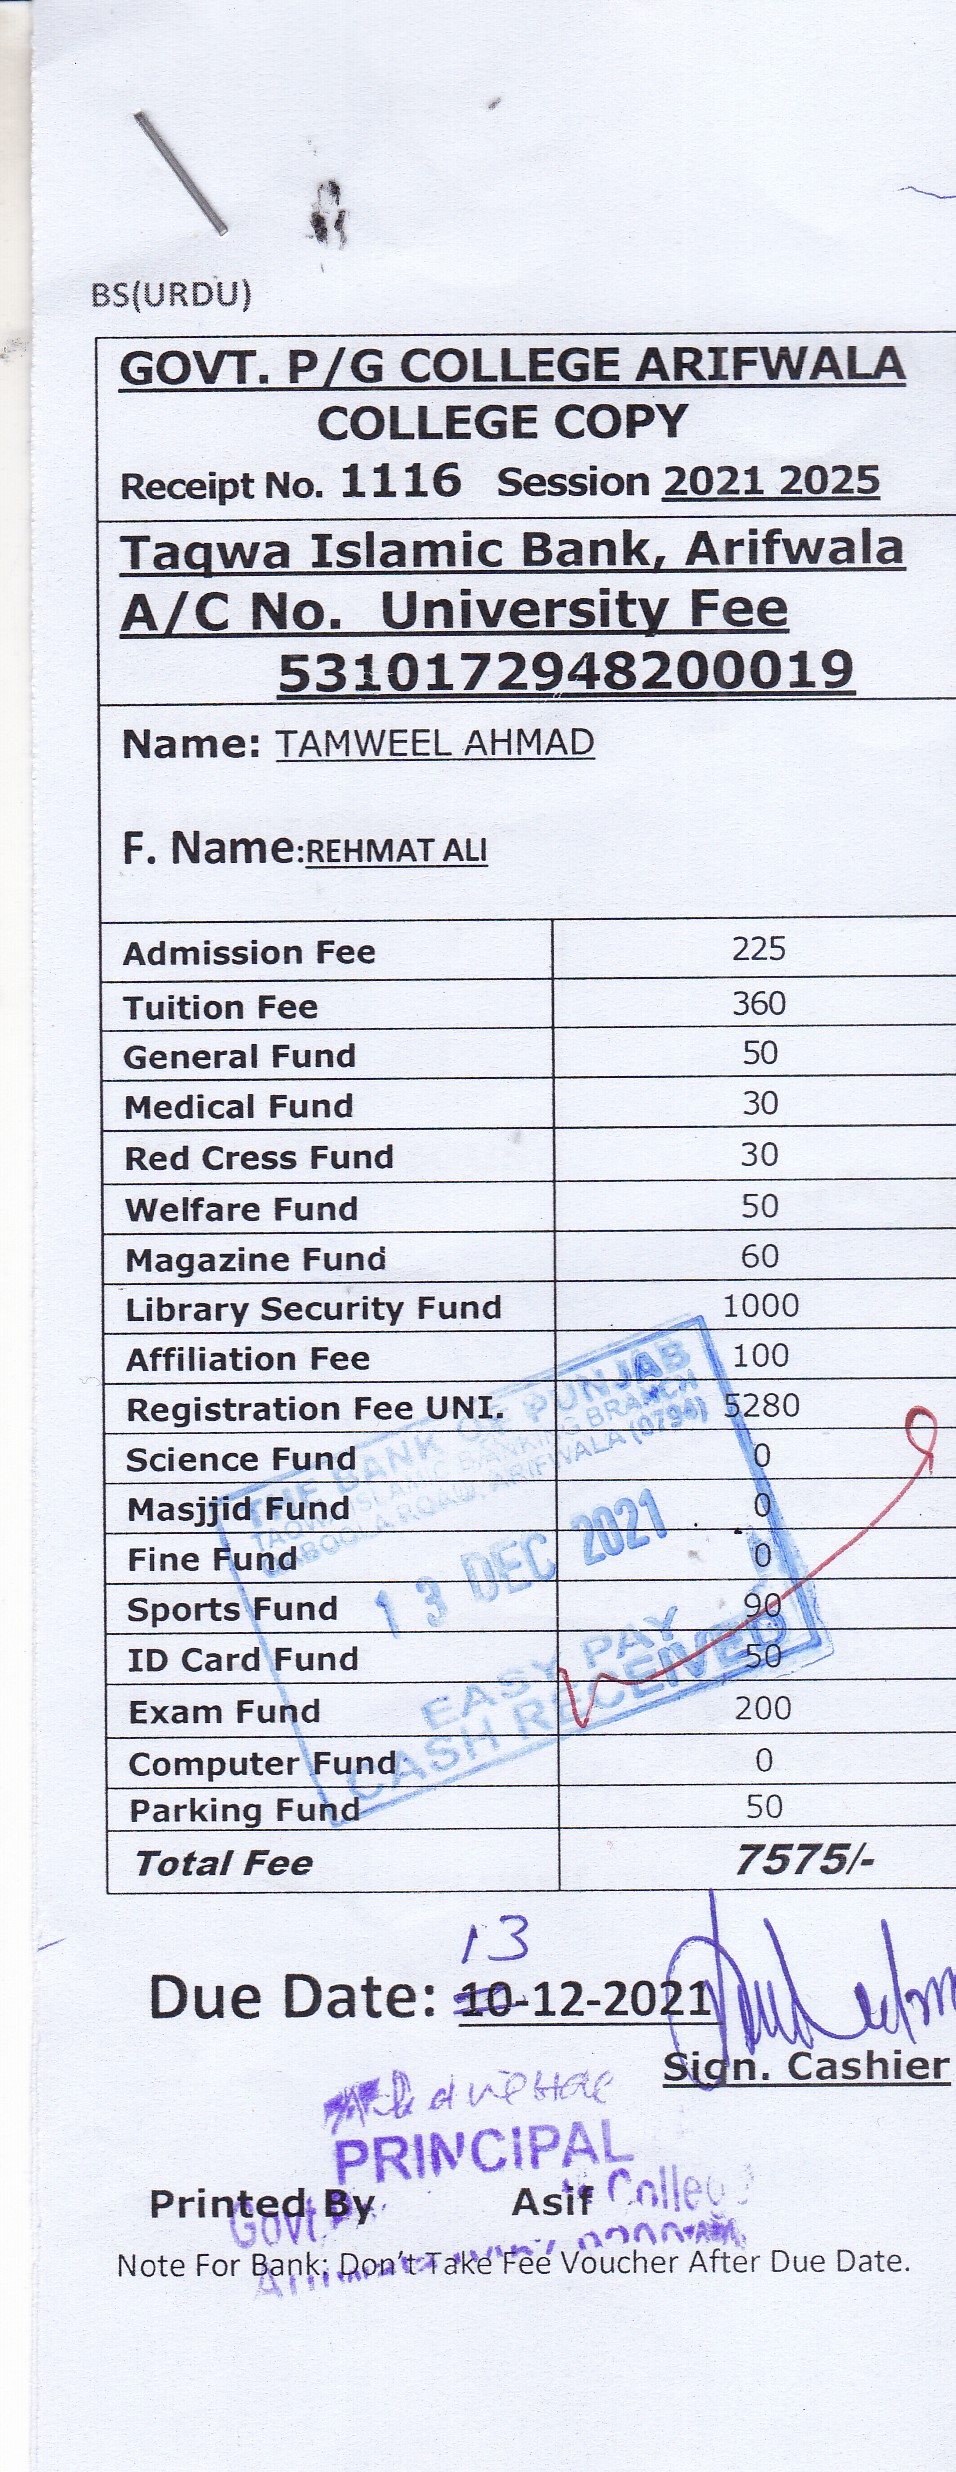 BS(URDU)
GOVT. P/G COLLEGE ARIFWALA
COLLEGE COPY
Receipt No. 1116 Session 2021 2025
Taqwa Islamic Bank, Arifwala
A/C No. University Fee
5310172948200019
Name: TAMWEEL AHMAD
F. Name:REHMAT ALI
Admission Fee 225
Tuition Fee 360
General Fund 50
Medical Fund 30
Red Cress Fund 30
Welfare Fund 50
Magazine Fund 60
Library Security Fund 1000
Affiliation Fee 100
Registration Fee UNI. 5280
Science Fund 0
Masjjid Fund 0
Fine Fund 0
Sports Fund 90
ID Card Fund 50
Exam Fund 200
Computer Fund 0
Parking Fund 50
Total Fee 7575/-
THE BANK OF PUNJAB
TAQWA ISLAMIC BANKING BRANCH
QABOOLA ROAD ARIFWALA (0794)
13 DEC 2021
EASY PAY
CASH RECEIVED
13
Due Date: 10-12-2021
Sign. Cashier
PRINCIPAL
Govt. College
Printed By Asif
Note For Bank: Don't Take Fee Voucher After Due Date.